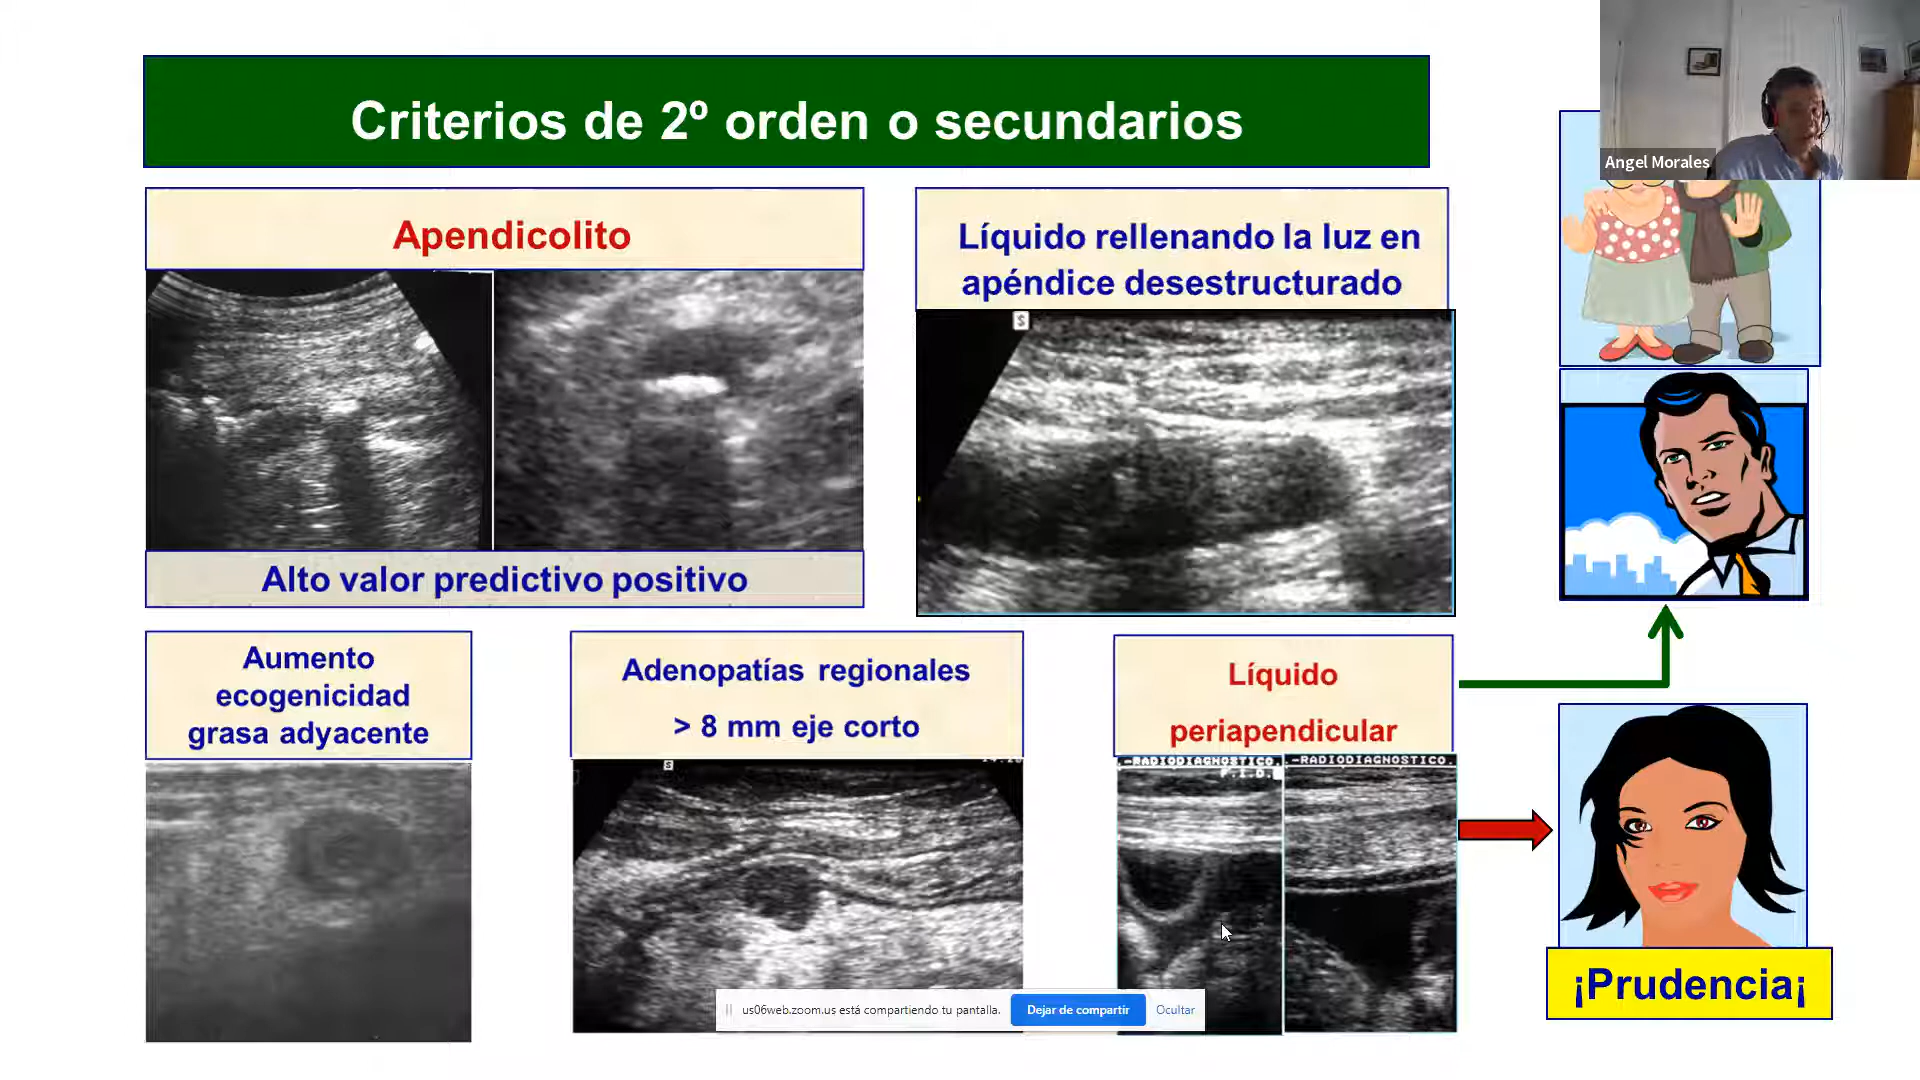 Criterios de 2º orden o secundarios
Angel Morales
Apendicolito
Líquido rellenando la luz en
apéndice desestructurado
S
Alto valor predictivo positivo
Aumento
ecogenicidad
grasa adyacente
Adenopatías regionales
> 8 mm eje corto
Líquido
periapendicular
S
.-RADIODIAGNOSTICO.
F.I.D.
.-RADIODIAGNOSTICO.
¡Prudencia¡
us06web.zoom.us está compartiendo tu pantalla.
Dejar de compartir
Ocultar